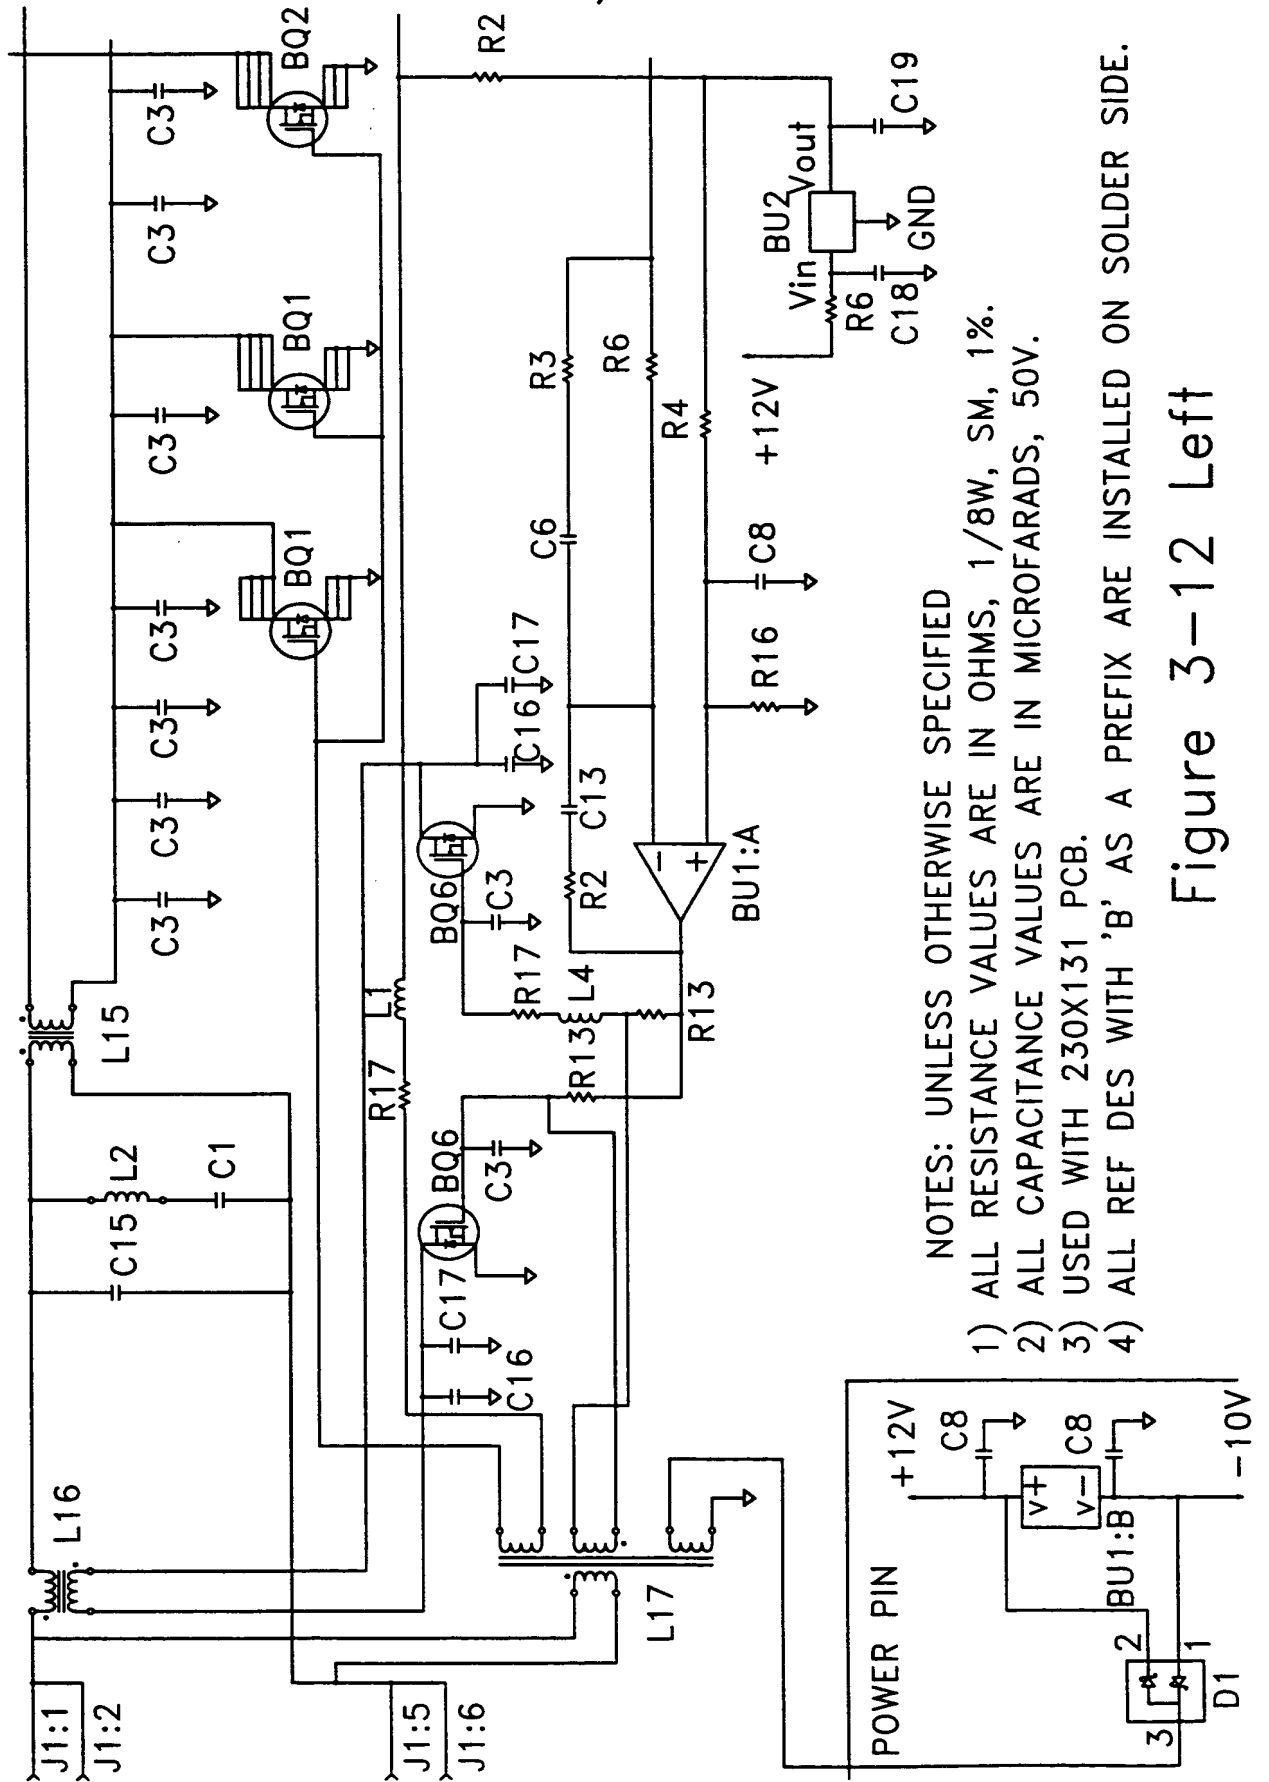 J1:1
J1:2
J1:5
J1:6
L16
C15
L2
C1
L15
C3
C3
C3
C3
C3
C3
C3
BQ1
BQ1
BQ2
L17
C16
C17
BQ6
C3
R17
L1
R13
R17
L4
R13
BQ6
C3
C16
C17
R2
C13
C6
R3
R6
R4
R2
BU1:A
-
+
R16
C8
+12V
Vin
BU2
Vout
R6
C18
GND
C19
POWER PIN
+12V
C8
V+
V-
C8
BU1:B
-10V
2
1
3
D1
NOTES: UNLESS OTHERWISE SPECIFIED
1) ALL RESISTANCE VALUES ARE IN OHMS, 1/8W, SM, 1%.
2) ALL CAPACITANCE VALUES ARE IN MICROFARADS, 50V.
3) USED WITH 230X131 PCB.
4) ALL REF DES WITH 'B' AS A PREFIX ARE INSTALLED ON SOLDER SIDE.
Figure 3-12 Left